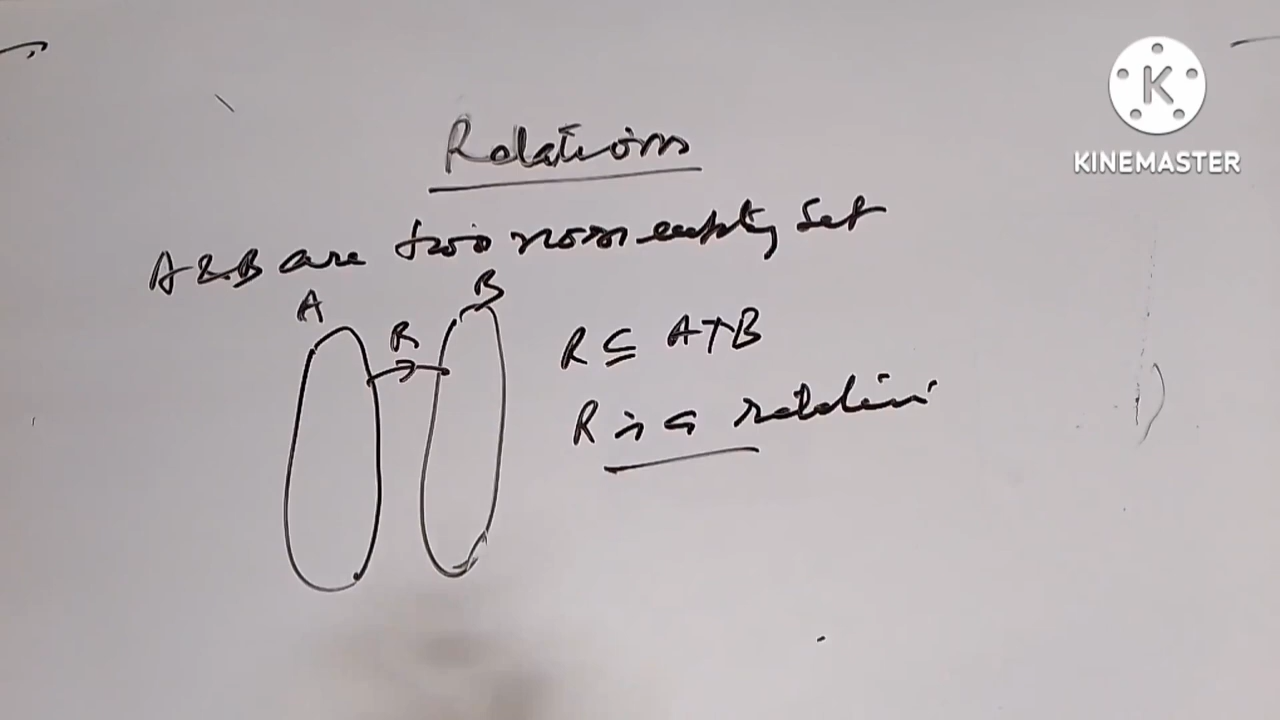 Relations
A & B are two non empty set
A
B
R
R ⊆ A×B
R is a relation
K
KINEMASTER